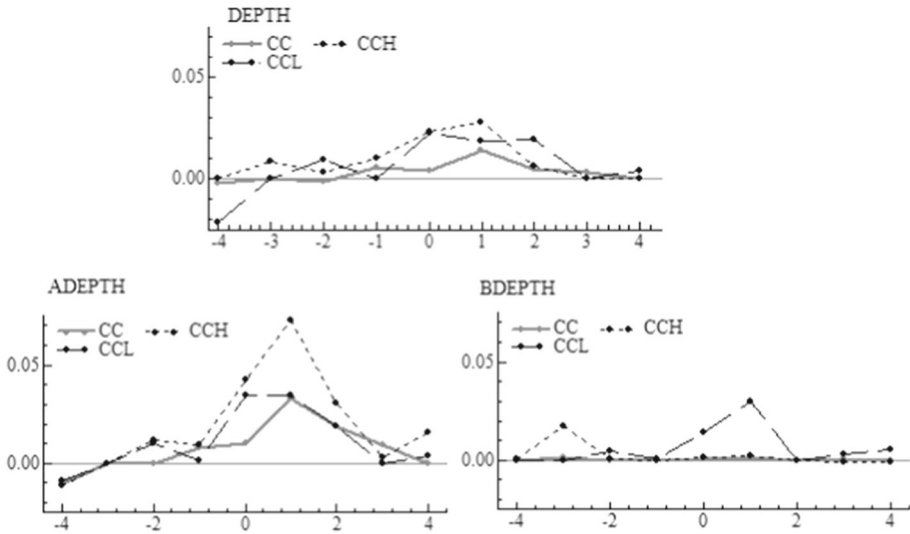 DEPTH
CC CCH
CCL
0.05
0.00
-4 -3 -2 -1 0 1 2 3 4
ADEPTH
CC CCH
CCL
0.05
0.00
-4 -2 0 2 4
BDEPTH
CC CCH
CCL
0.05
0.00
-4 -2 0 2 4